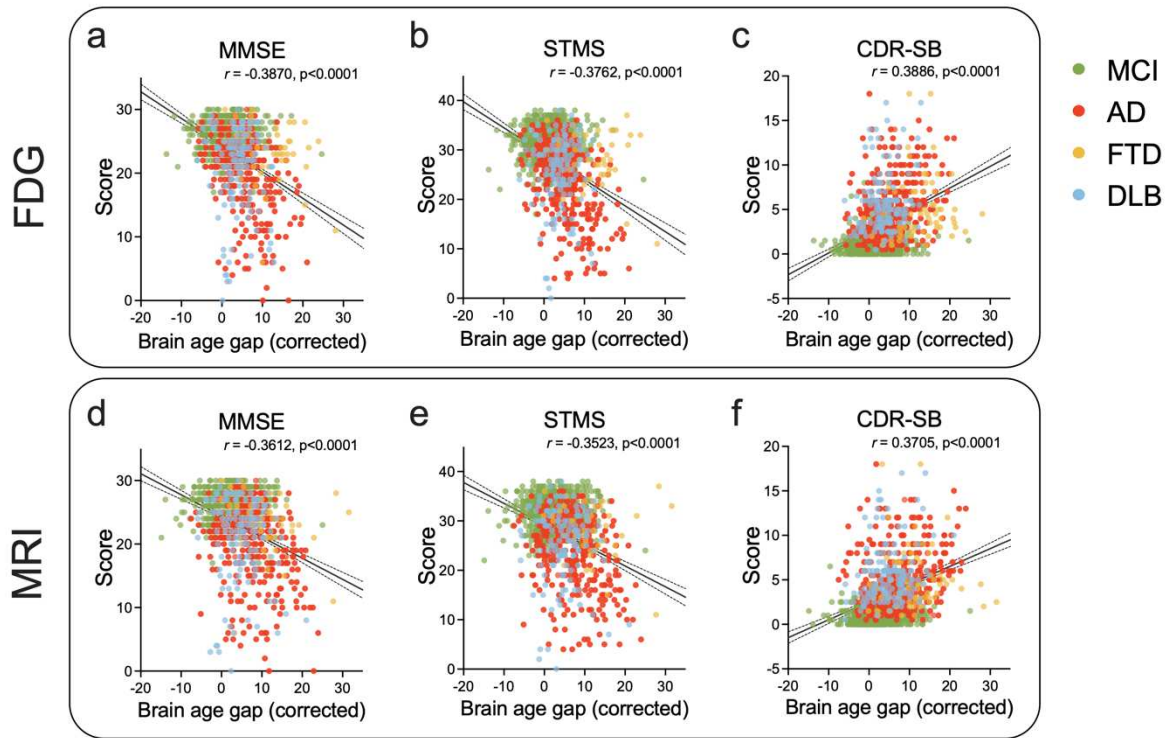 FDG
a
MMSE
r = -0.3870, p<0.0001
Score
30
20
10
0
-20 -10 0 10 20 30
Brain age gap (corrected)
b
STMS
r = -0.3762, p<0.0001
Score
40
30
20
10
0
-20 -10 0 10 20 30
Brain age gap (corrected)
c
CDR-SB
r = 0.3886, p<0.0001
Score
20
15
10
5
0
-5
-20 -10 0 10 20 30
Brain age gap (corrected)
MCI
AD
FTD
DLB
MRI
d
MMSE
r = -0.3612, p<0.0001
Score
30
20
10
0
-20 -10 0 10 20 30
Brain age gap (corrected)
e
STMS
r = -0.3523, p<0.0001
Score
40
30
20
10
0
-20 -10 0 10 20 30
Brain age gap (corrected)
f
CDR-SB
r = 0.3705, p<0.0001
Score
20
15
10
5
0
-5
-20 -10 0 10 20 30
Brain age gap (corrected)